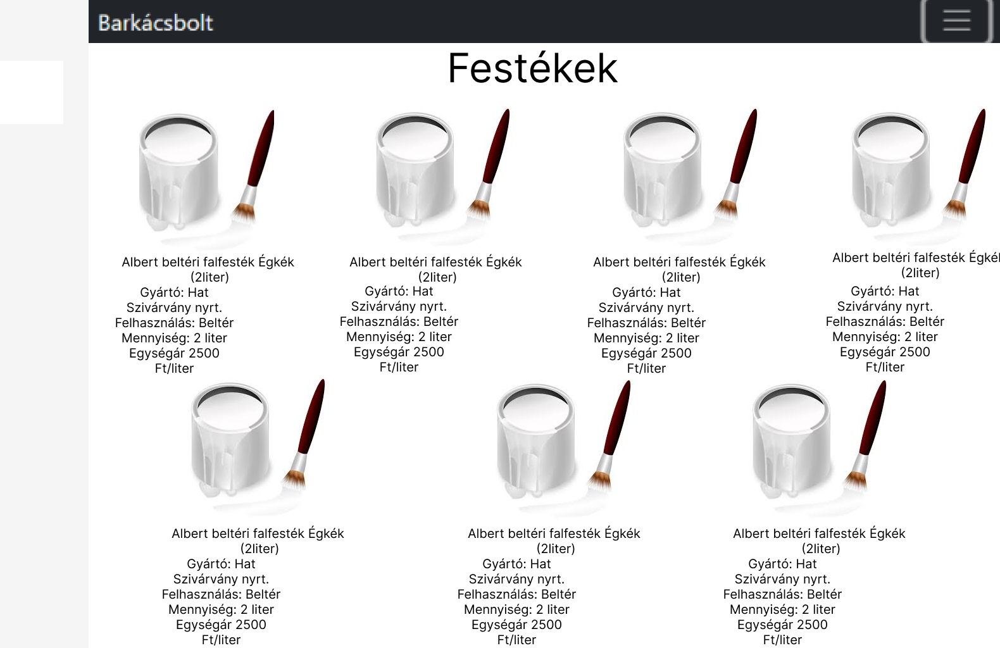 Barkácsbolt
Festékek
Albert beltéri falfesték Égkék
(2liter)
Gyártó: Hat
Szivárvány nyrt.
Felhasználás: Beltér
Mennyiség: 2 liter
Egységár 2500
Ft/liter
Albert beltéri falfesték Égkék
(2liter)
Gyártó: Hat
Szivárvány nyrt.
Felhasználás: Beltér
Mennyiség: 2 liter
Egységár 2500
Ft/liter
Albert beltéri falfesték Égkék
(2liter)
Gyártó: Hat
Szivárvány nyrt.
Felhasználás: Beltér
Mennyiség: 2 liter
Egységár 2500
Ft/liter
Albert beltéri falfesték Égkék
(2liter)
Gyártó: Hat
Szivárvány nyrt.
Felhasználás: Beltér
Mennyiség: 2 liter
Egységár 2500
Ft/liter
Albert beltéri falfesték Égkék
(2liter)
Gyártó: Hat
Szivárvány nyrt.
Felhasználás: Beltér
Mennyiség: 2 liter
Egységár 2500
Ft/liter
Albert beltéri falfesték Égkék
(2liter)
Gyártó: Hat
Szivárvány nyrt.
Felhasználás: Beltér
Mennyiség: 2 liter
Egységár 2500
Ft/liter
Albert beltéri falfesték Égkék
(2liter)
Gyártó: Hat
Szivárvány nyrt.
Felhasználás: Beltér
Mennyiség: 2 liter
Egységár 2500
Ft/liter